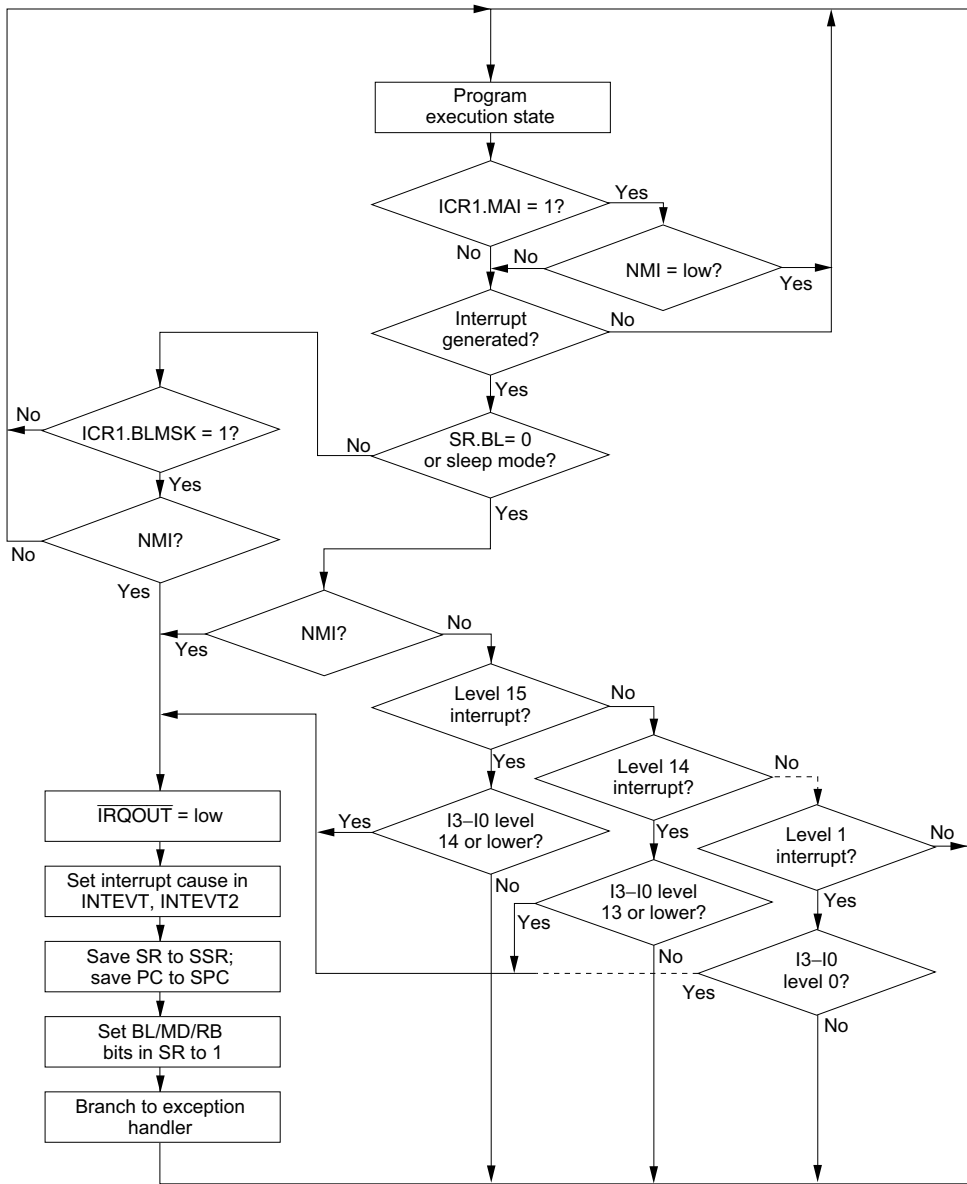 Program
execution state
ICR1.MAI = 1?
Yes
No
No
NMI = low?
Yes
Interrupt
generated?
No
Yes
No
ICR1.BLMSK = 1?
No
SR.BL= 0
or sleep mode?
Yes
Yes
NMI?
No
Yes
NMI?
No
Yes
Level 15
interrupt?
No
Yes
Level 14
interrupt?
No
IRQOUT = low
Yes
I3–I0 level
14 or lower?
Yes
Level 1
interrupt?
No
No
Set interrupt cause in
INTEVT, INTEVT2
I3–I0 level
13 or lower?
Yes
Yes
Save SR to SSR;
save PC to SPC
No
Yes
I3–I0
level 0?
No
Set BL/MD/RB
bits in SR to 1
Branch to exception
handler